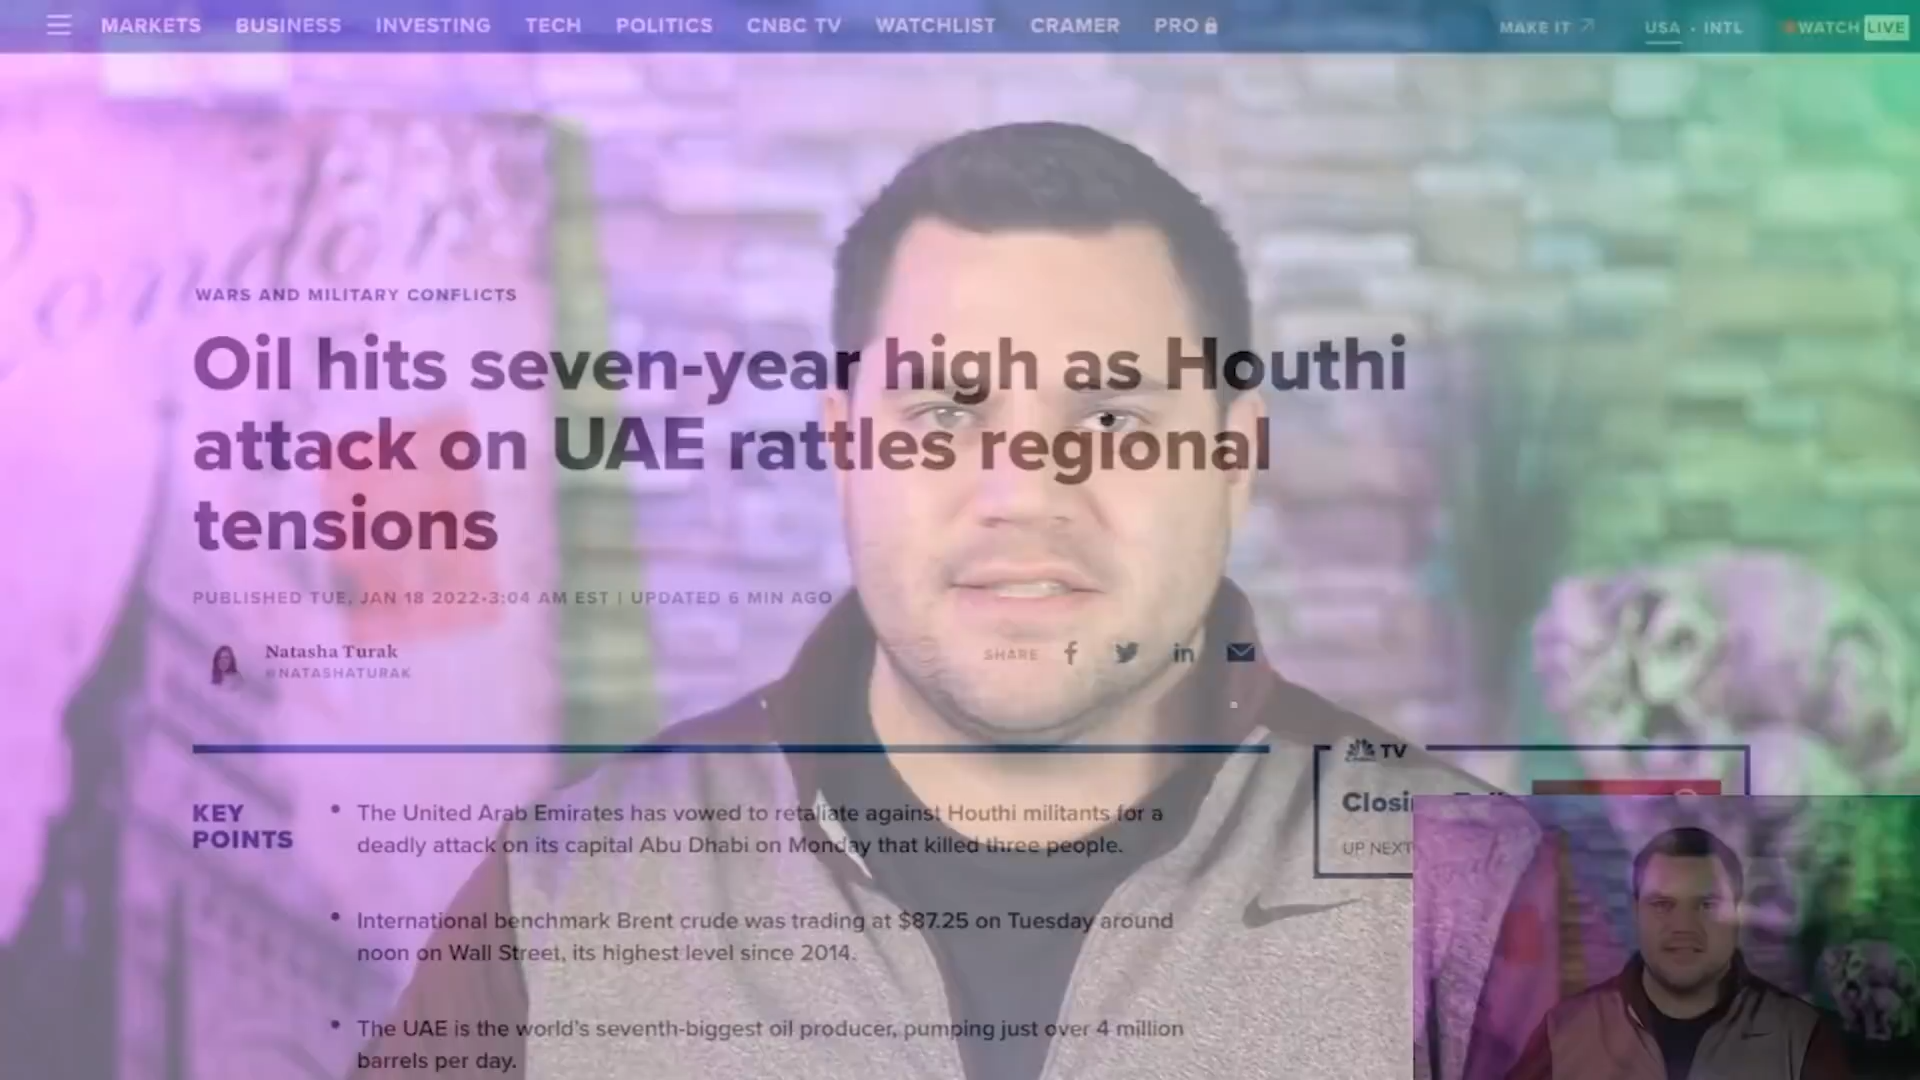 MARKETS BUSINESS INVESTING TECH POLITICS CNBC TV WATCHLIST CRAMER PRO MAKE IT USA • INTL WATCH LIVE
London
WARS AND MILITARY CONFLICTS
Oil hits seven-year high as Houthi
attack on UAE rattles regional
tensions
PUBLISHED TUE, JAN 18 2022•3:04 AM EST | UPDATED 6 MIN AGO
Natasha Turak
@NATASHATURAK
SHARE
TV
KEY
POINTS
• The United Arab Emirates has vowed to retaliate against Houthi militants for a
deadly attack on its capital Abu Dhabi on Monday that killed three people.
UP NEXT
• International benchmark Brent crude was trading at $87.25 on Tuesday around
noon on Wall Street, its highest level since 2014.
• The UAE is the world's seventh-biggest oil producer, pumping just over 4 million
barrels per day.